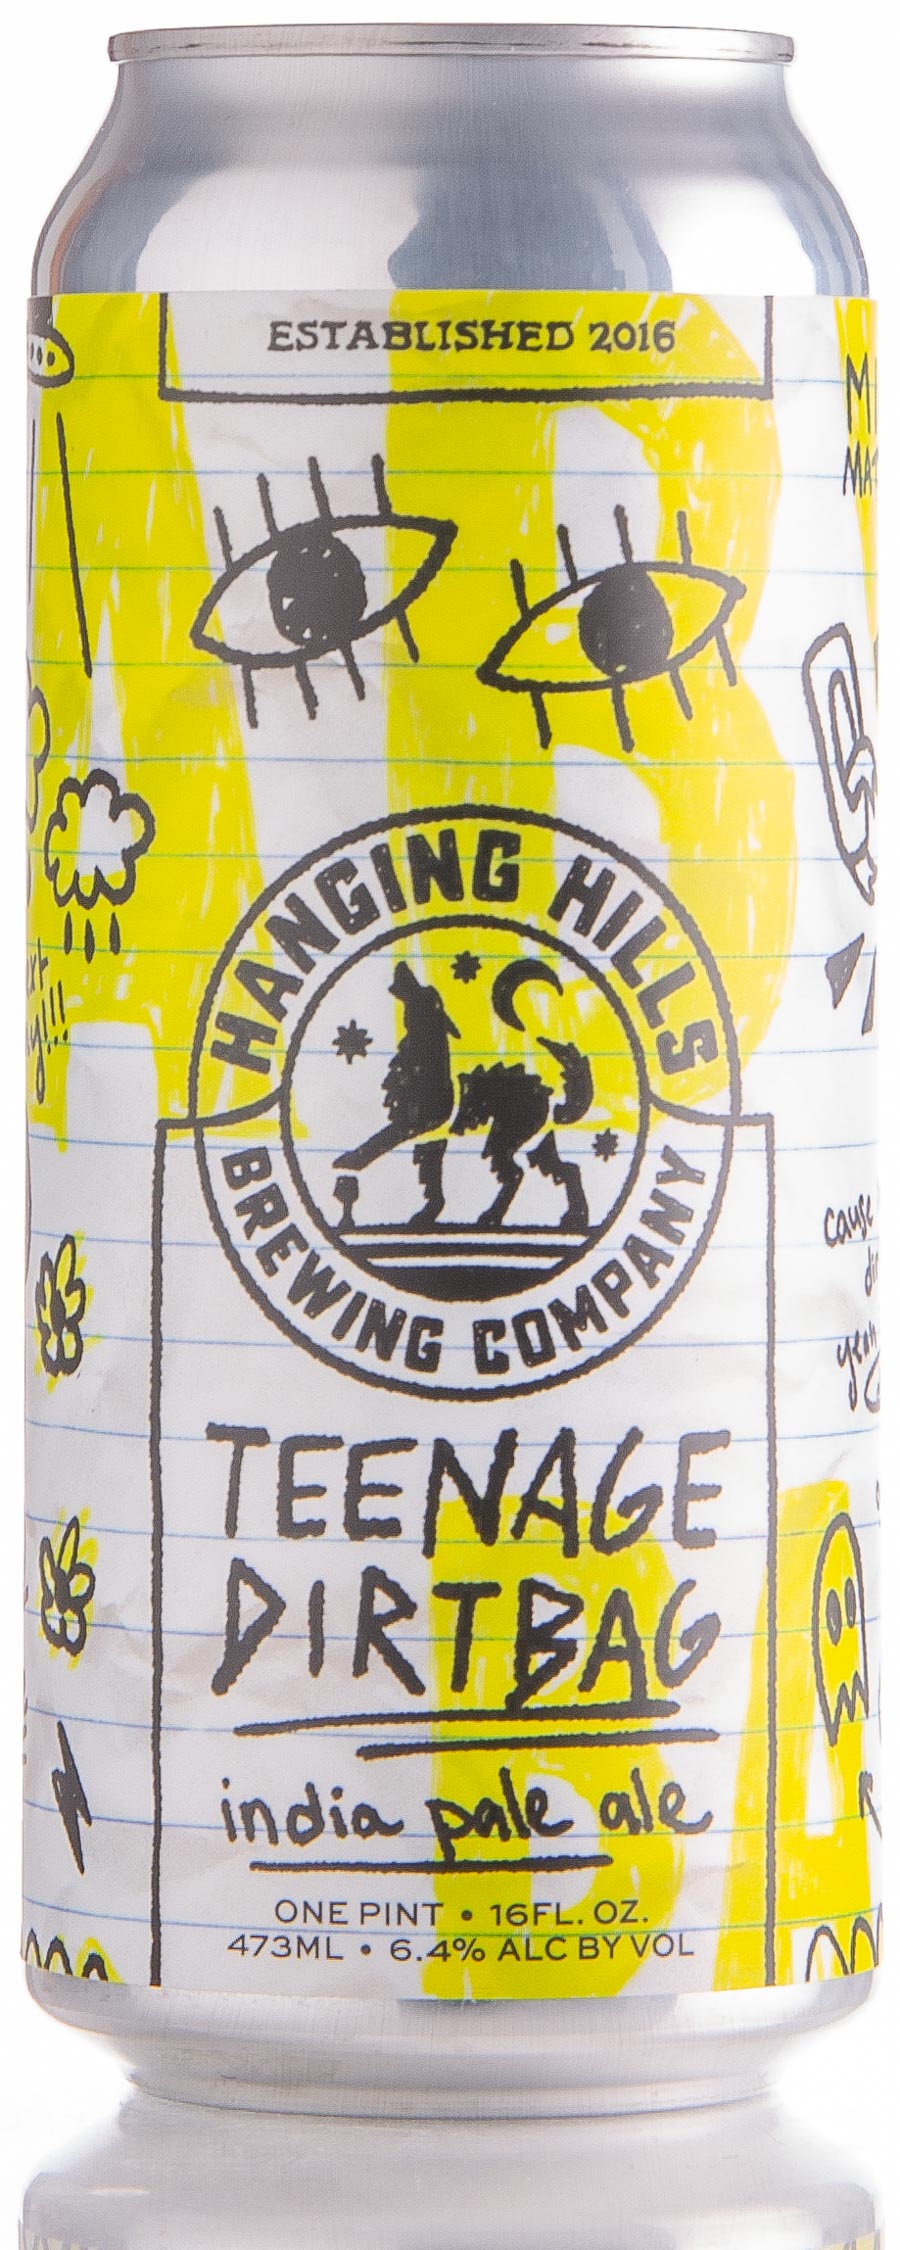 ESTABLISHED 2016
HANGING HILLS
BREWING COMPANY
cause
TEENAGE
DIRTBAG
india pale ale
ONE PINT • 16FL. OZ.
473ML • 6.4% ALC BY VOL